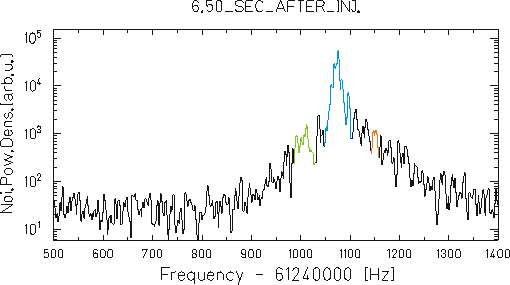 6.50_SEC_AFTER_INJ.
Noi.Pow.Dens.[arb.u.]
10^5
10^4
10^3
10^2
10^1
500 600 700 800 900 1000 1100 1200 1300 1400
Frequency - 61240000 [Hz]